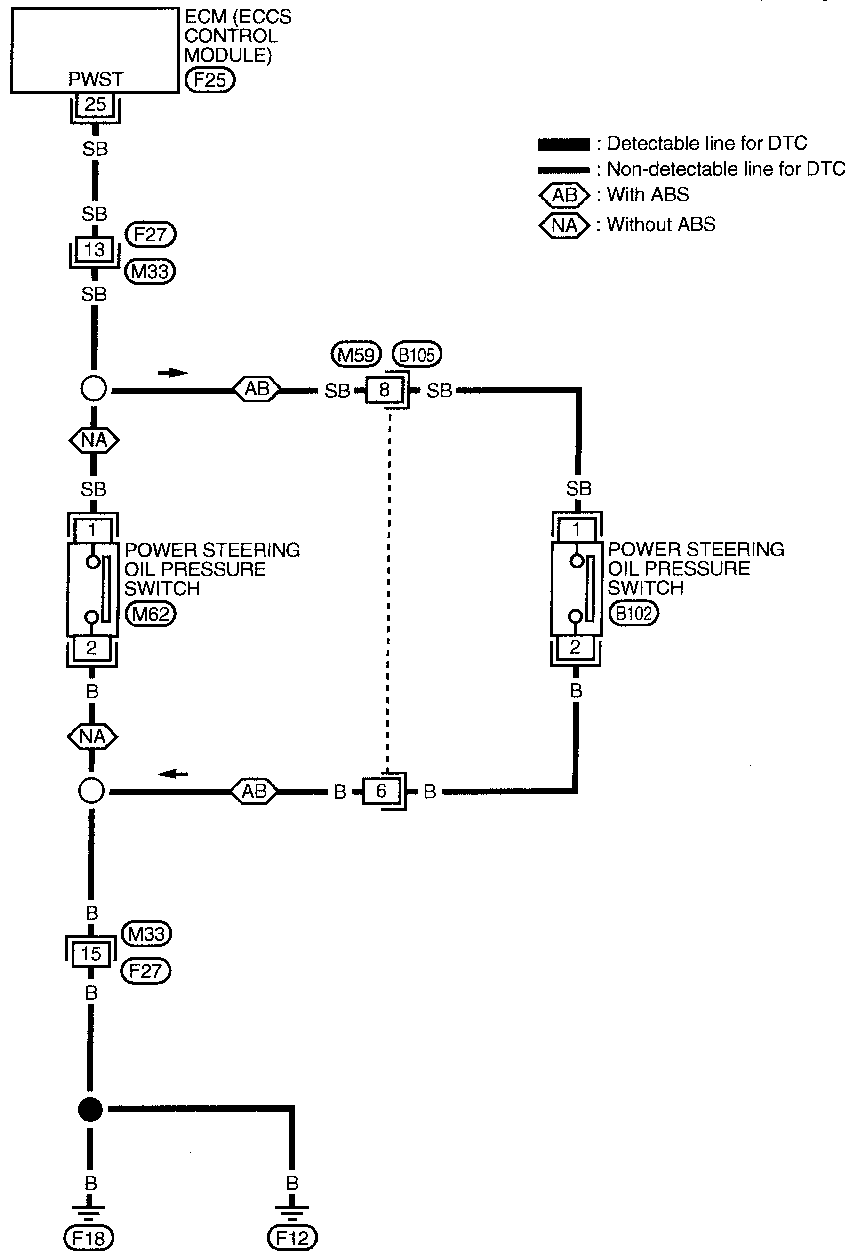 ECM (ECCS
CONTROL
MODULE)
F25
PWST
25
SB
: Detectable line for DTC
: Non-detectable line for DTC
AB : With ABS
NA : Without ABS
SB
F27
13
M33
SB
M59 B105
AB SB 8 SB
NA
SB
SB
1
1
POWER STEERING
OIL PRESSURE
SWITCH
M62
POWER STEERING
OIL PRESSURE
SWITCH
B102
2
2
B
B
NA
AB B 6 B
B
M33
15
F27
B
B
B
F18
F12